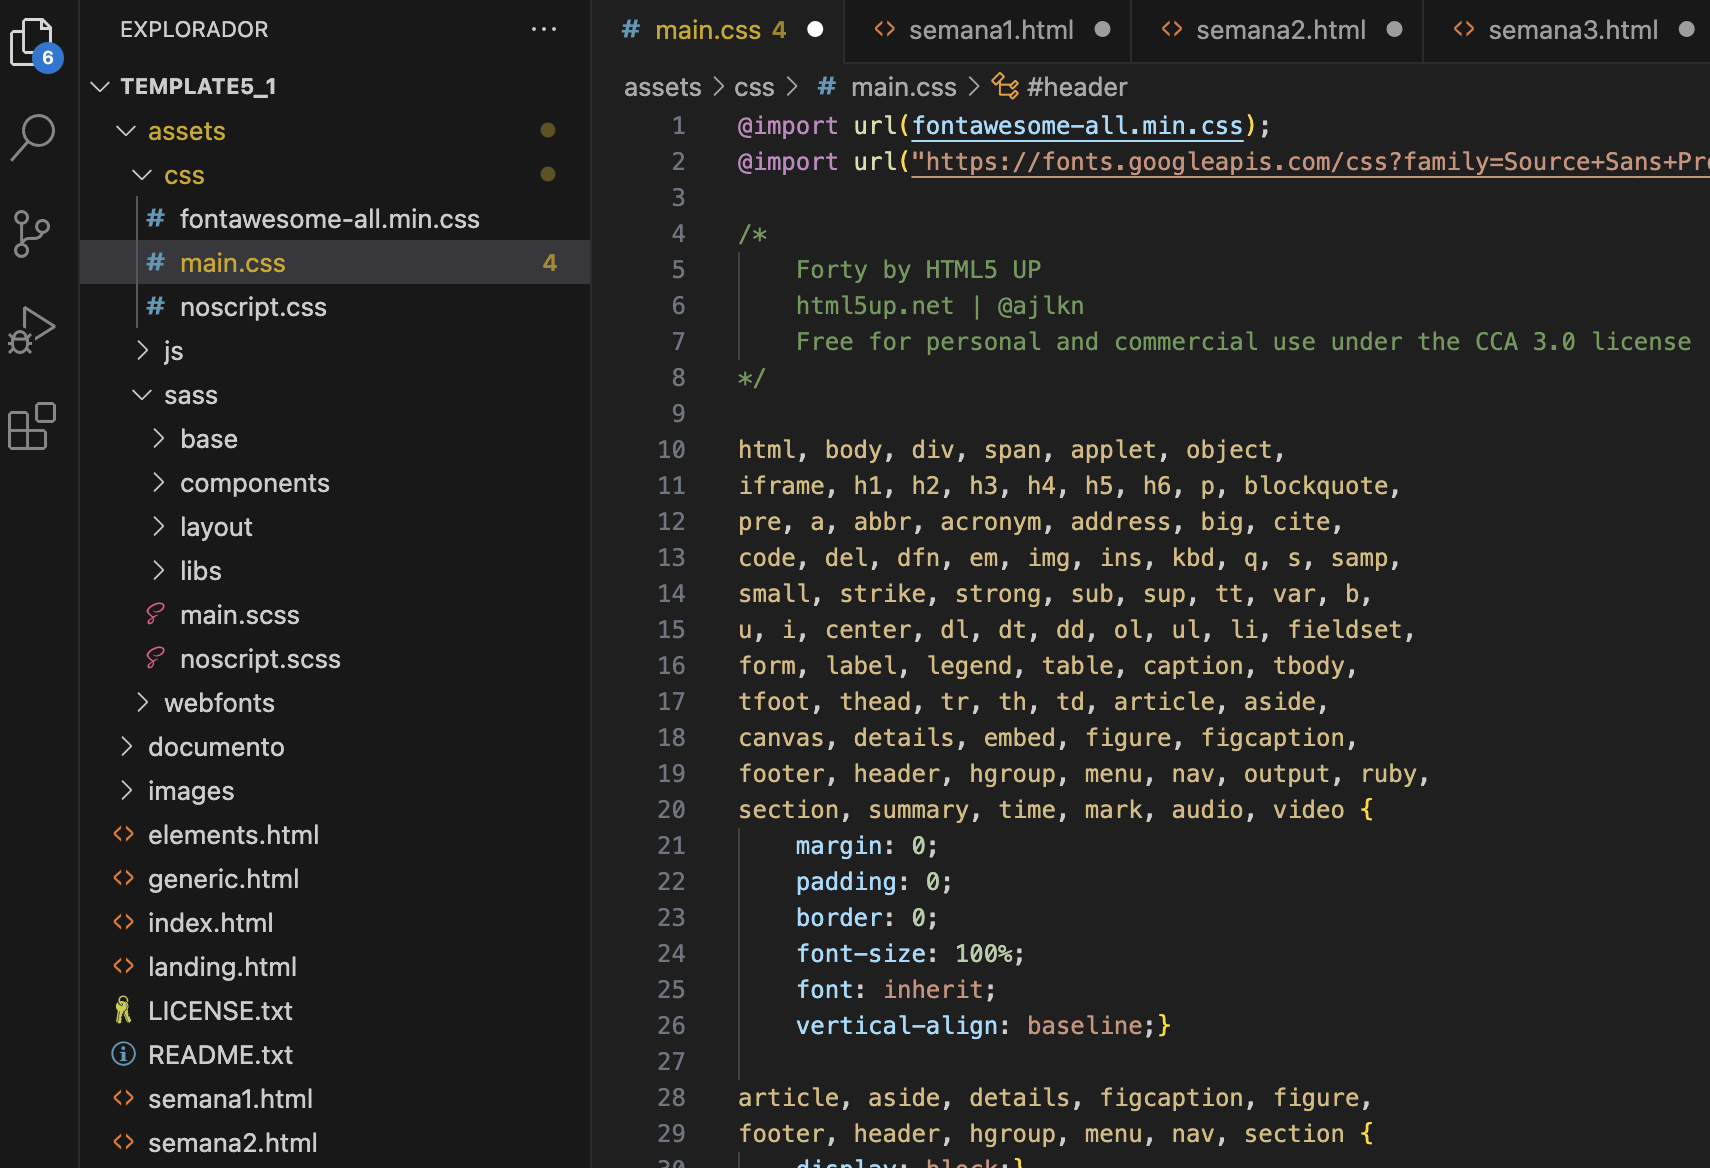 EXPLORADOR
6
TEMPLATE5_1
assets
css
fontawesome-all.min.css
main.css 4
noscript.css
js
sass
base
components
layout
libs
main.scss
noscript.scss
webfonts
documento
images
elements.html
generic.html
index.html
landing.html
LICENSE.txt
README.txt
semana1.html
semana2.html
# main.css 4
semana1.html
semana2.html
semana3.html
assets > css > # main.css > #header
1 @import url(fontawesome-all.min.css);
2 @import url("https://fonts.googleapis.com/css?family=Source+Sans+Pro
3
4 /*
5 Forty by HTML5 UP
6 html5up.net | @ajlkn
7 Free for personal and commercial use under the CCA 3.0 license
8 */
9
10 html, body, div, span, applet, object,
11 iframe, h1, h2, h3, h4, h5, h6, p, blockquote,
12 pre, a, abbr, acronym, address, big, cite,
13 code, del, dfn, em, img, ins, kbd, q, s, samp,
14 small, strike, strong, sub, sup, tt, var, b,
15 u, i, center, dl, dt, dd, ol, ul, li, fieldset,
16 form, label, legend, table, caption, tbody,
17 tfoot, thead, tr, th, td, article, aside,
18 canvas, details, embed, figure, figcaption,
19 footer, header, hgroup, menu, nav, output, ruby,
20 section, summary, time, mark, audio, video {
21 margin: 0;
22 padding: 0;
23 border: 0;
24 font-size: 100%;
25 font: inherit;
26 vertical-align: baseline;}
27
28 article, aside, details, figcaption, figure,
29 footer, header, hgroup, menu, nav, section {
30 display: block;}